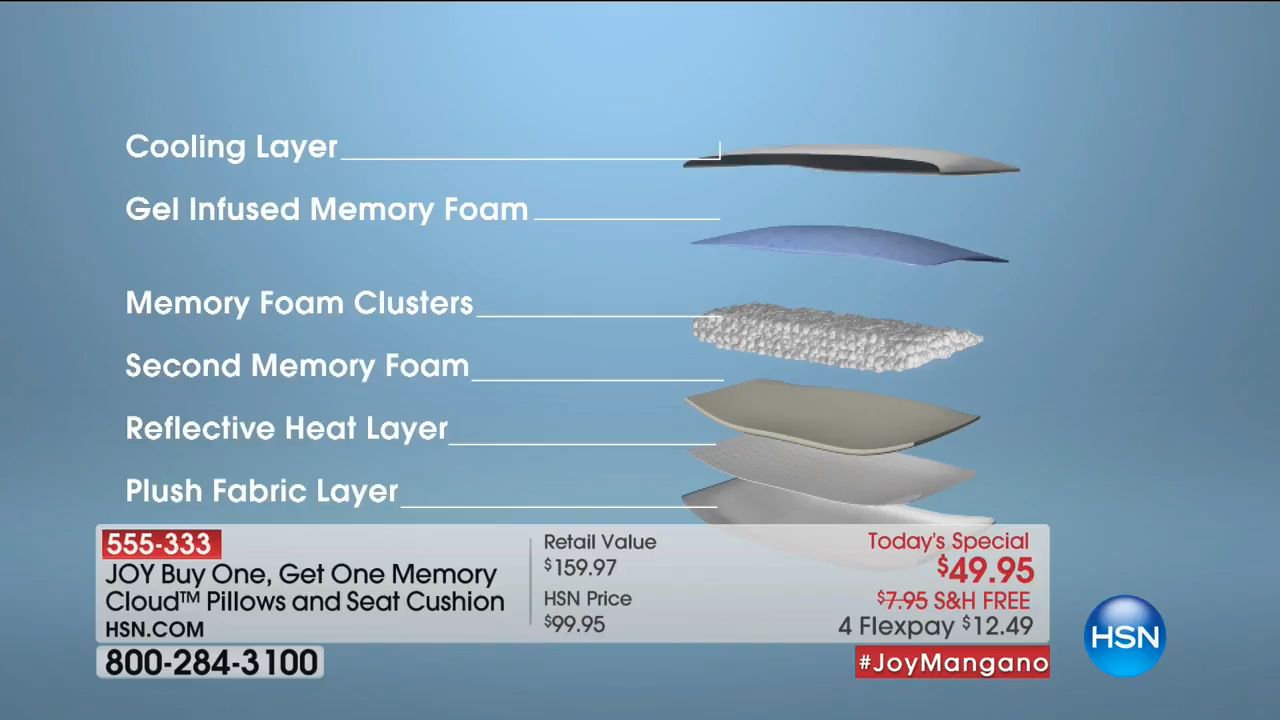 Cooling Layer
Gel Infused Memory Foam
Memory Foam Clusters
Second Memory Foam
Reflective Heat Layer
Plush Fabric Layer
555-333
JOY Buy One, Get One Memory
Cloud™ Pillows and Seat Cushion
HSN.COM
800-284-3100
Retail Value
$159.97
HSN Price
$99.95
Today's Special
$49.95
$7.95 S&H FREE
4 Flexpay $12.49
#JoyMangano
HSN